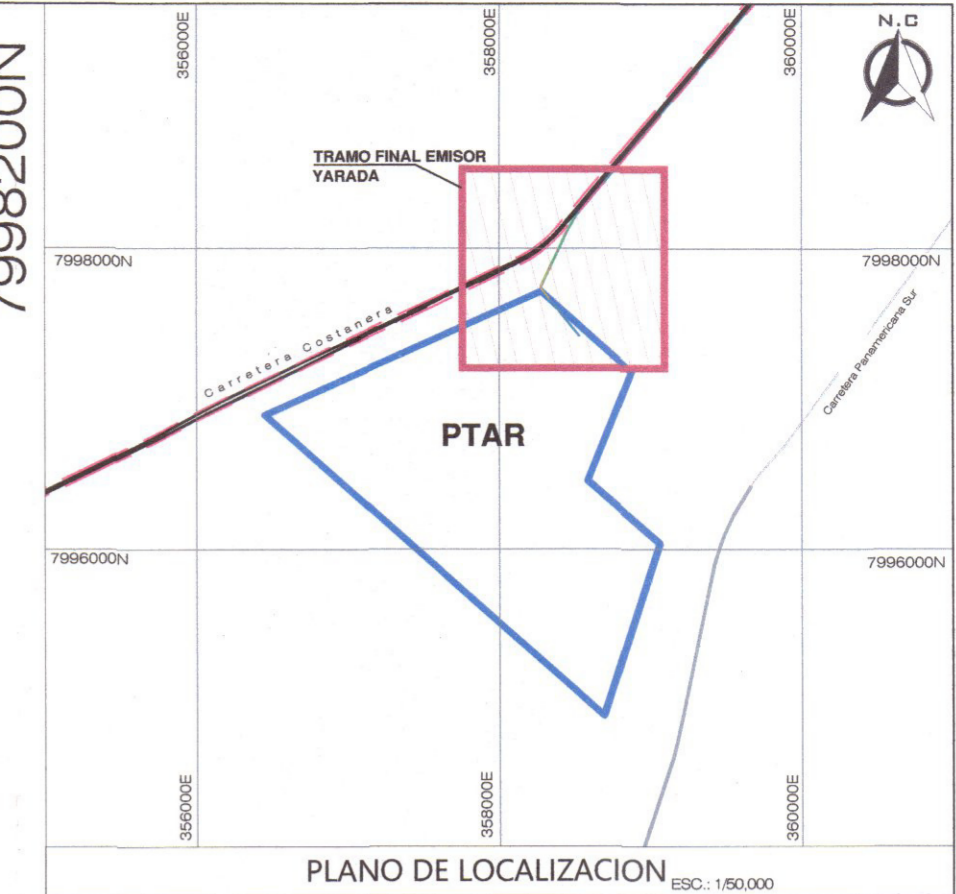 7998200N
356000E
358000E
360000E
N.C
TRAMO FINAL EMISOR
YARADA
7998000N
7998000N
Carretera Costanera
Carretera Panamericana Sur
PTAR
7996000N
7996000N
356000E
358000E
360000E
PLANO DE LOCALIZACION
ESC.: 1/50,000